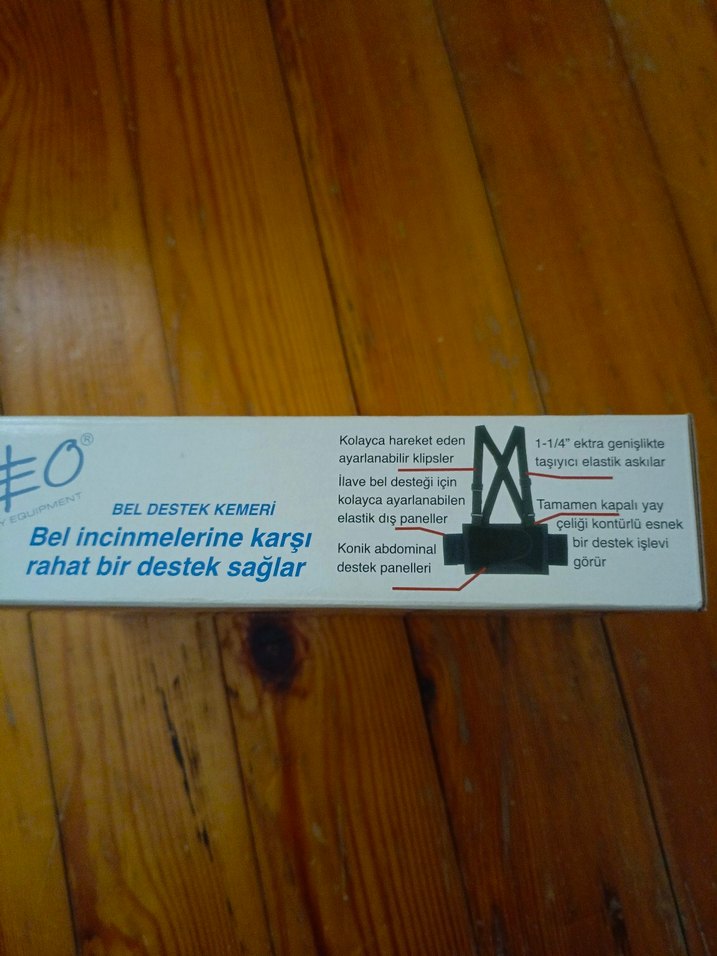 EO®
EQUIPMENT
BEL DESTEK KEMERİ
Bel incinmelerine karşı
rahat bir destek sağlar
Kolayca hareket eden
ayarlanabilir klipsler
İlave bel desteği için
kolayca ayarlanabilen
elastik dış paneller
Konik abdominal
destek panelleri
1-1/4” ektra genişlikte
taşıyıcı elastik askılar
Tamamen kapalı yay
çeliği kontürlü esnek
bir destek işlevi
görür